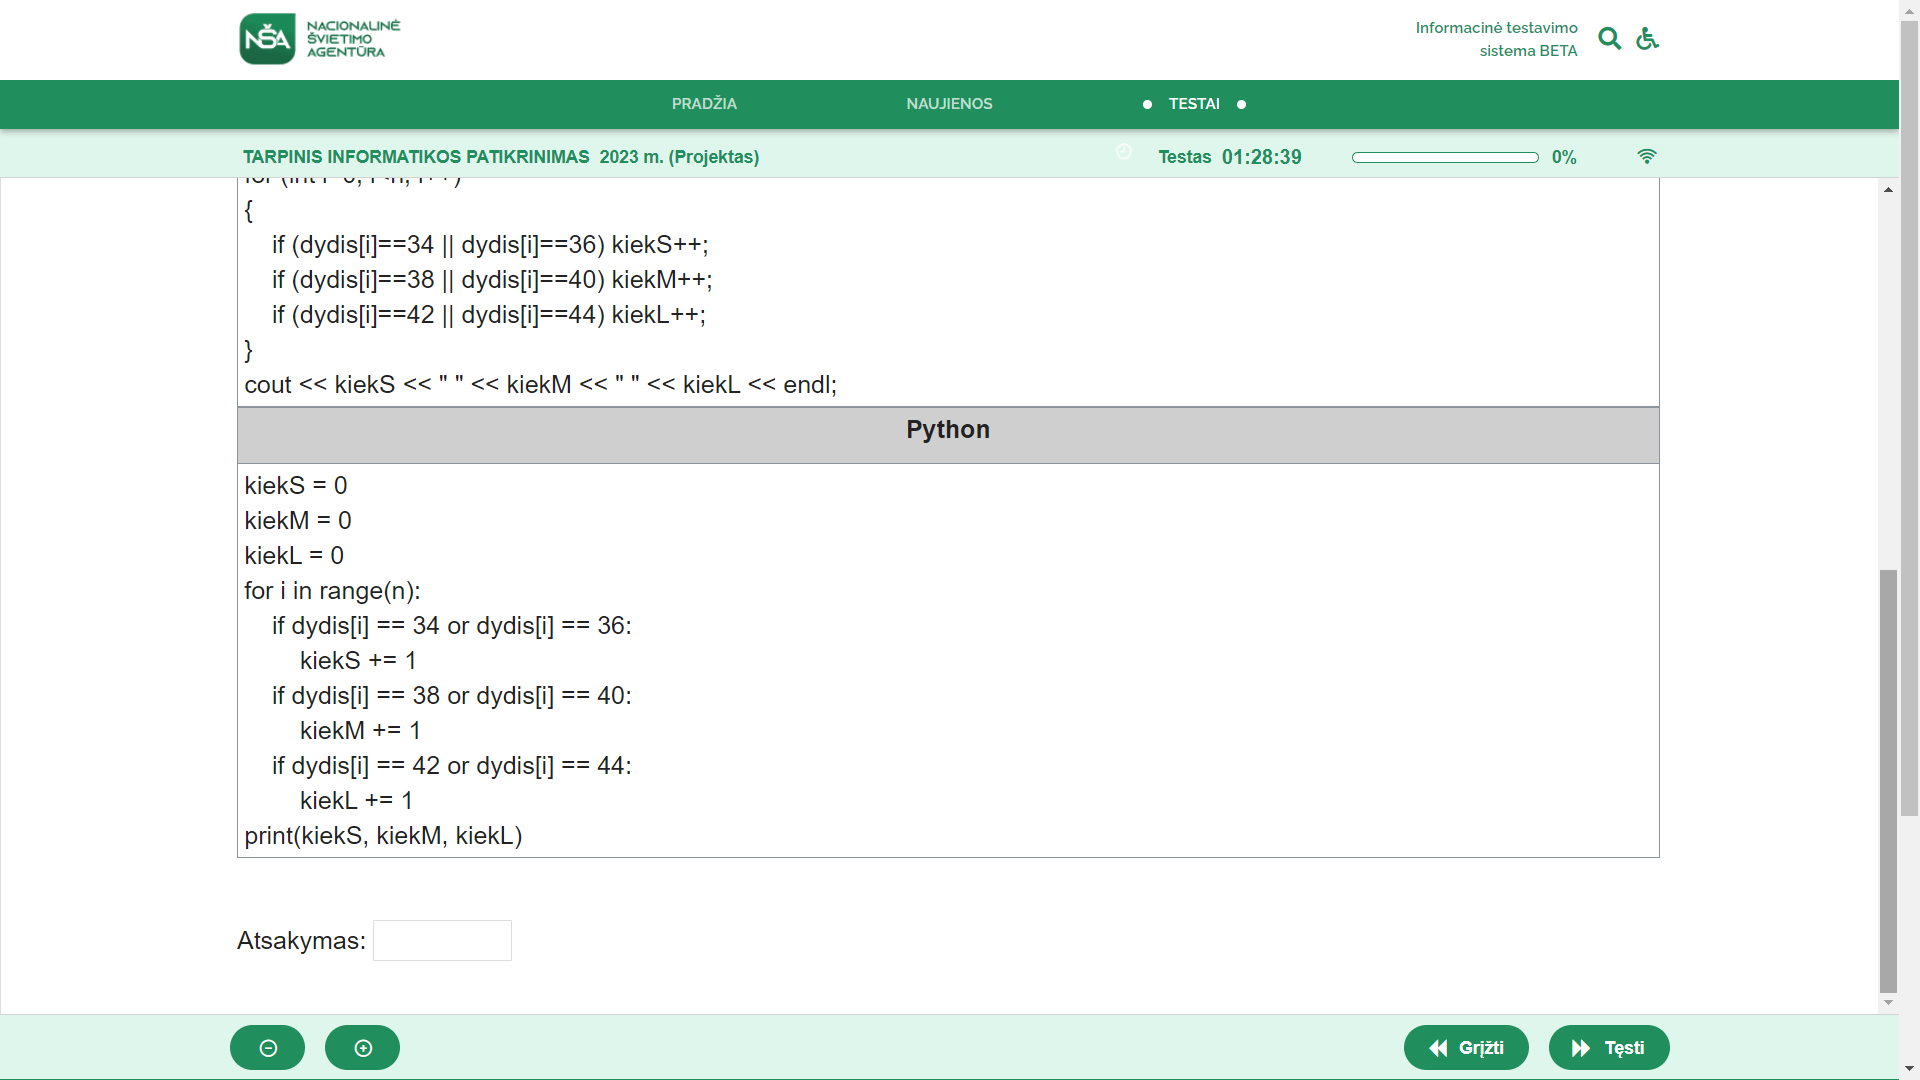 NŠA
NACIONALINĖ
ŠVIETIMO
AGENTŪRA
Informacinė testavimo
sistema BETA
PRADŽIA NAUJIENOS TESTAI
TARPINIS INFORMATIKOS PATIKRINIMAS 2023 m. (Projektas) Testas 01:28:39 0%
{
if (dydis[i]==34 || dydis[i]==36) kiekS++;
if (dydis[i]==38 || dydis[i]==40) kiekM++;
if (dydis[i]==42 || dydis[i]==44) kiekL++;
}
cout << kiekS << " " << kiekM << " " << kiekL << endl;
Python
kiekS = 0
kiekM = 0
kiekL = 0
for i in range(n):
if dydis[i] == 34 or dydis[i] == 36:
kiekS += 1
if dydis[i] == 38 or dydis[i] == 40:
kiekM += 1
if dydis[i] == 42 or dydis[i] == 44:
kiekL += 1
print(kiekS, kiekM, kiekL)
Atsakymas:
Grįžti Tęsti